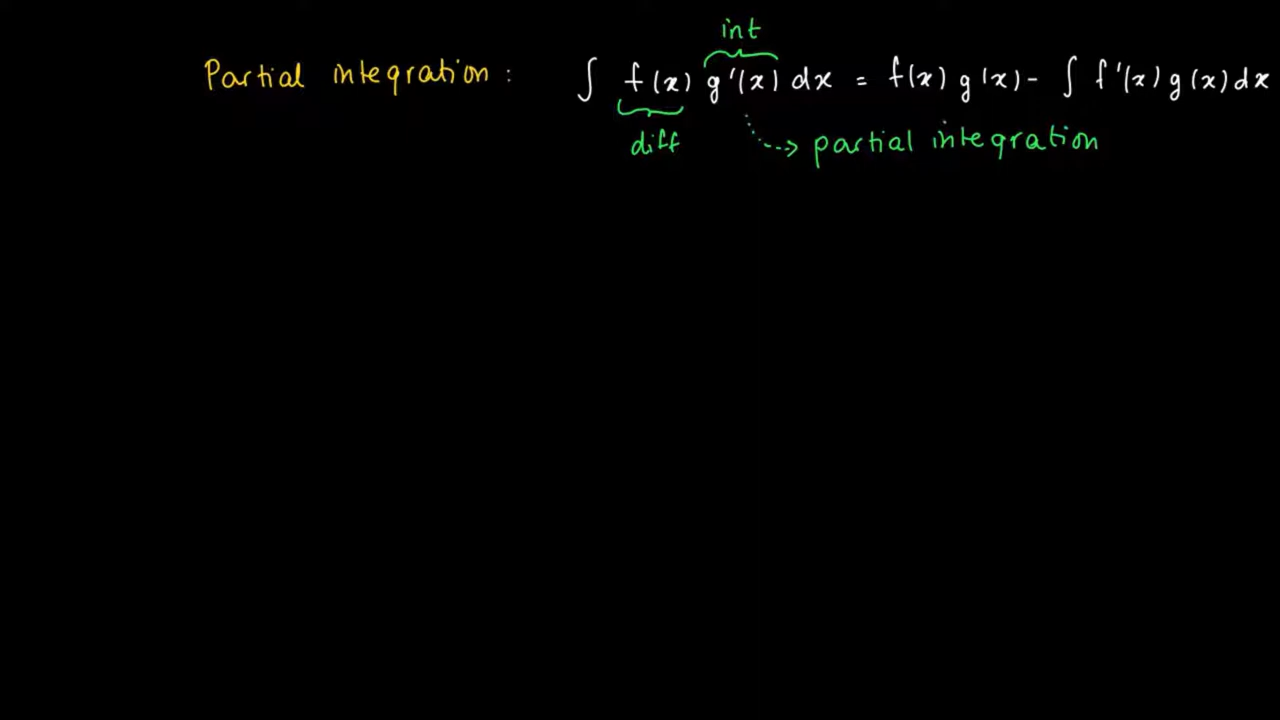 int
Partial integration : ∫ f(x) g'(x) dx = f(x) g(x) - ∫ f'(x) g(x) dx
diff partial integration